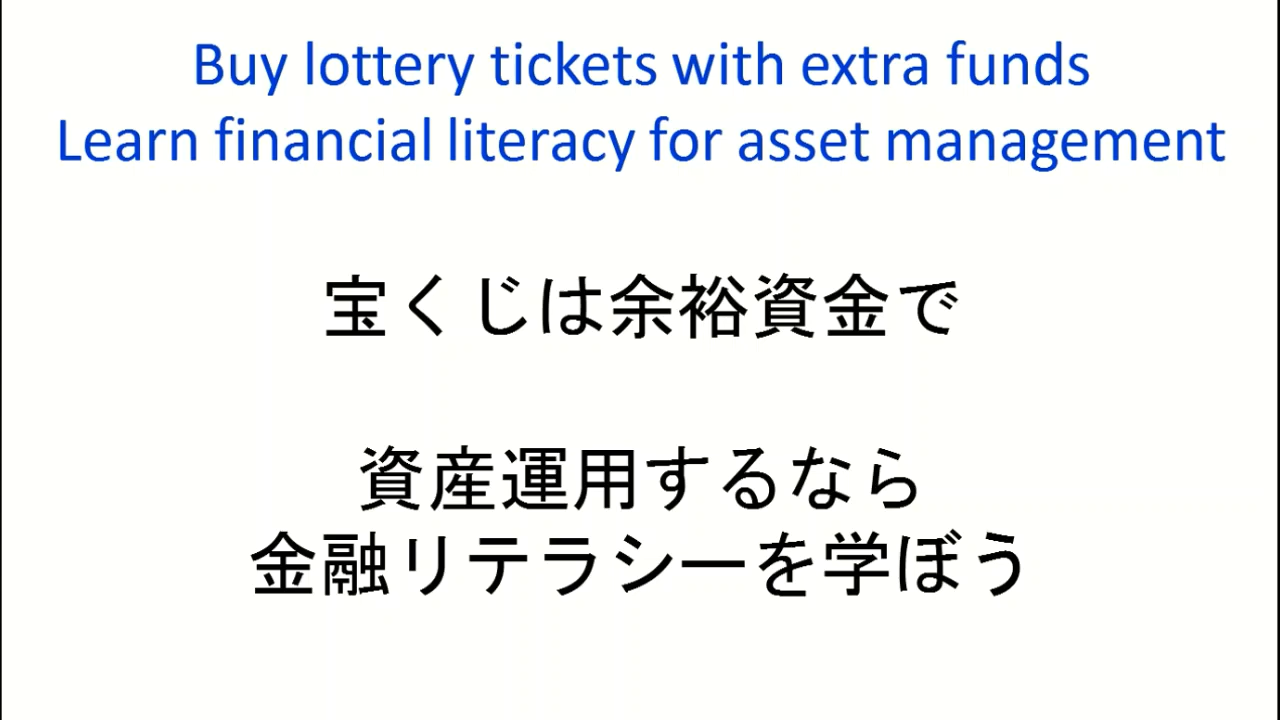 Buy lottery tickets with extra funds
Learn financial literacy for asset management
宝くじは余裕資金で
資産運用するなら
金融リテラシーを学ぼう